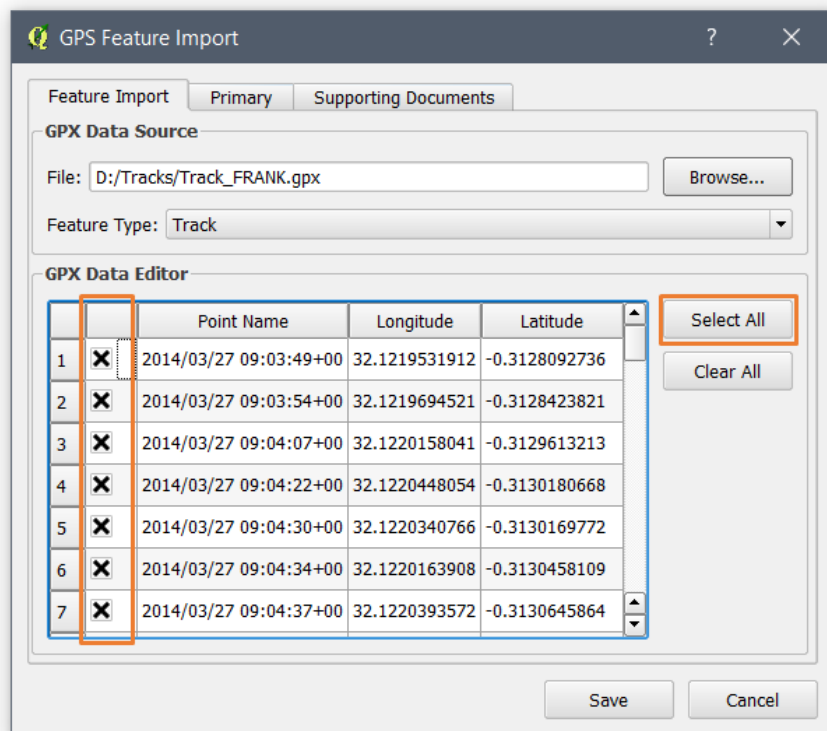 GPS Feature Import ?
Feature Import Primary Supporting Documents
GPX Data Source
File: D:/Tracks/Track_FRANK.gpx Browse...
Feature Type: Track
GPX Data Editor
Point Name Longitude Latitude Select All
1 2014/03/27 09:03:49+00 32.1219531912 -0.3128092736 Clear All
2 2014/03/27 09:03:54+00 32.1219694521 -0.3128423821
3 2014/03/27 09:04:07+00 32.1220158041 -0.3129613213
4 2014/03/27 09:04:22+00 32.1220448054 -0.3130180668
5 2014/03/27 09:04:30+00 32.1220340766 -0.3130169772
6 2014/03/27 09:04:34+00 32.1220163908 -0.3130458109
7 2014/03/27 09:04:37+00 32.1220393572 -0.3130645864
Save Cancel